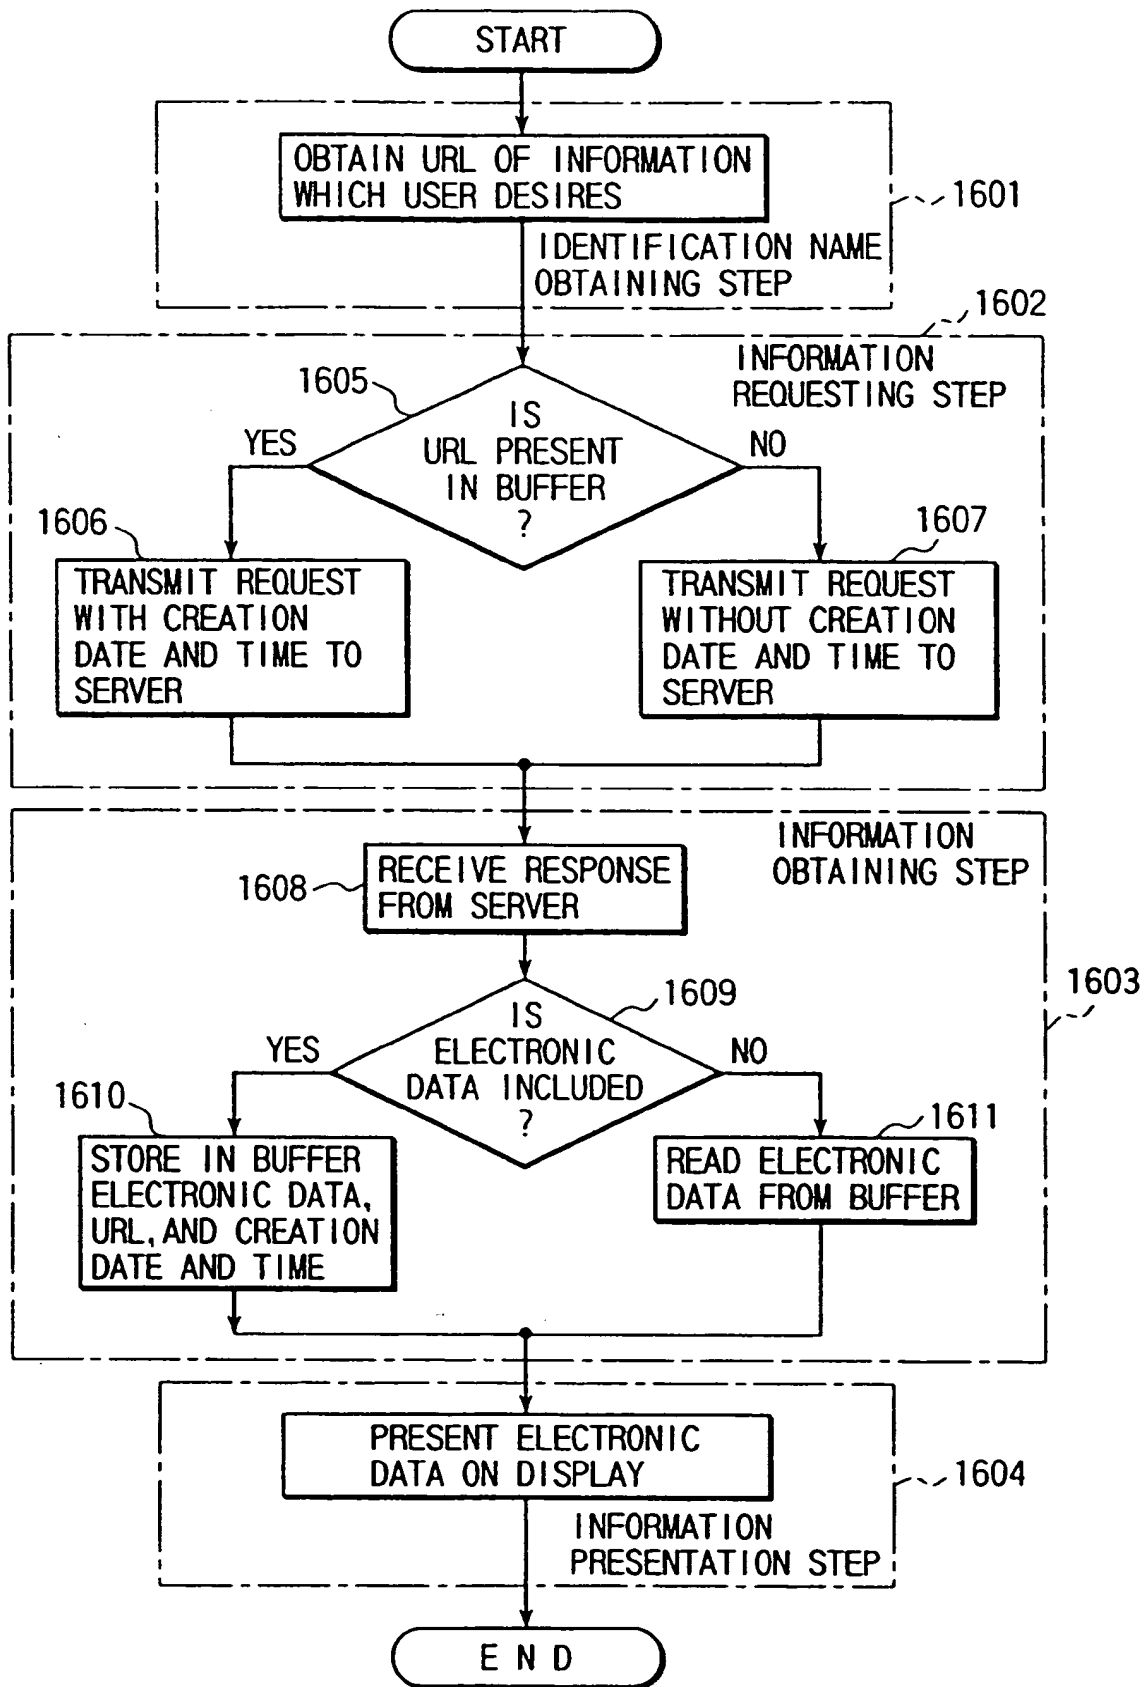 START
OBTAIN URL OF INFORMATION
WHICH USER DESIRES
1601
IDENTIFICATION NAME
OBTAINING STEP
1602
INFORMATION
REQUESTING STEP
1605
IS
URL PRESENT
IN BUFFER
?
YES
NO
1606
TRANSMIT REQUEST
WITH CREATION
DATE AND TIME TO
SERVER
1607
TRANSMIT REQUEST
WITHOUT CREATION
DATE AND TIME TO
SERVER
INFORMATION
OBTAINING STEP
1608
RECEIVE RESPONSE
FROM SERVER
1603
1609
IS
ELECTRONIC
DATA INCLUDED
?
YES
NO
1610
STORE IN BUFFER
ELECTRONIC DATA,
URL, AND CREATION
DATE AND TIME
1611
READ ELECTRONIC
DATA FROM BUFFER
PRESENT ELECTRONIC
DATA ON DISPLAY
1604
INFORMATION
PRESENTATION STEP
END